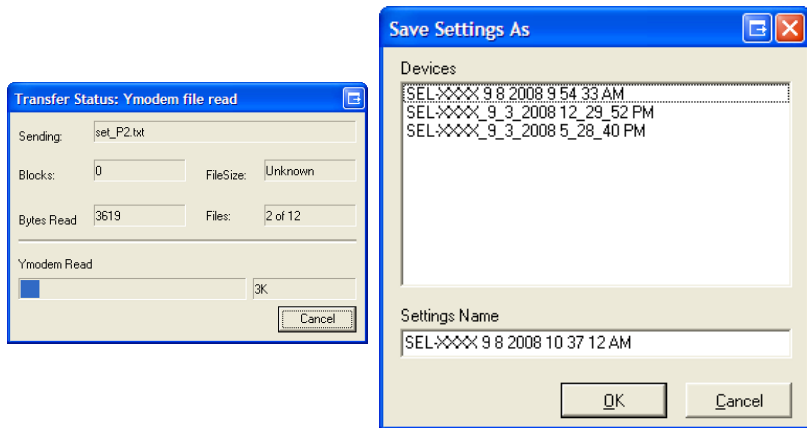 Transfer Status: Ymodem file read
Sending: set_P2.txt
Blocks: 0 FileSize: Unknown
Bytes Read 3619 Files: 2 of 12
Ymodem Read
3K
Cancel
Save Settings As
Devices
SEL-XXXX 9 8 2008 9 54 33 AM
SEL-XXXX_9_3_2008 12_29_52 PM
SEL-XXXX_9_3_2008 5_28_40 PM
Settings Name
SEL-XXXX 9 8 2008 10 37 12 AM
OK Cancel